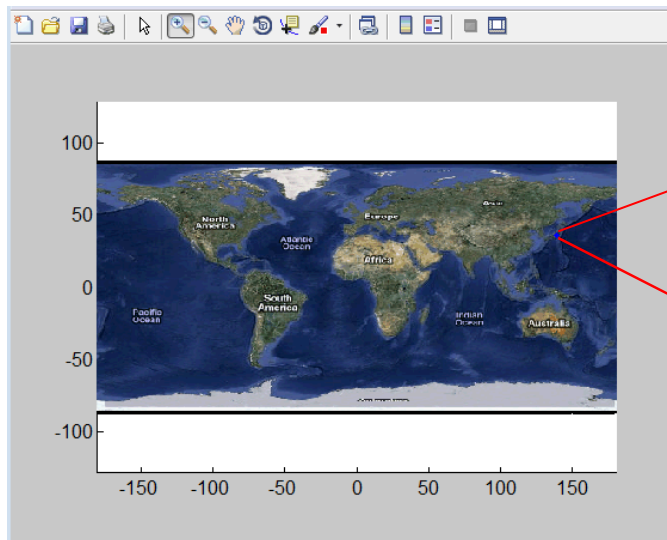 100
50
Asia
North
America
Europe
Atlantic
Ocean
Africa
0
South
America
Pacific
Ocean
Indian
Ocean
Australia
-50
-100
-150 -100 -50 0 50 100 150